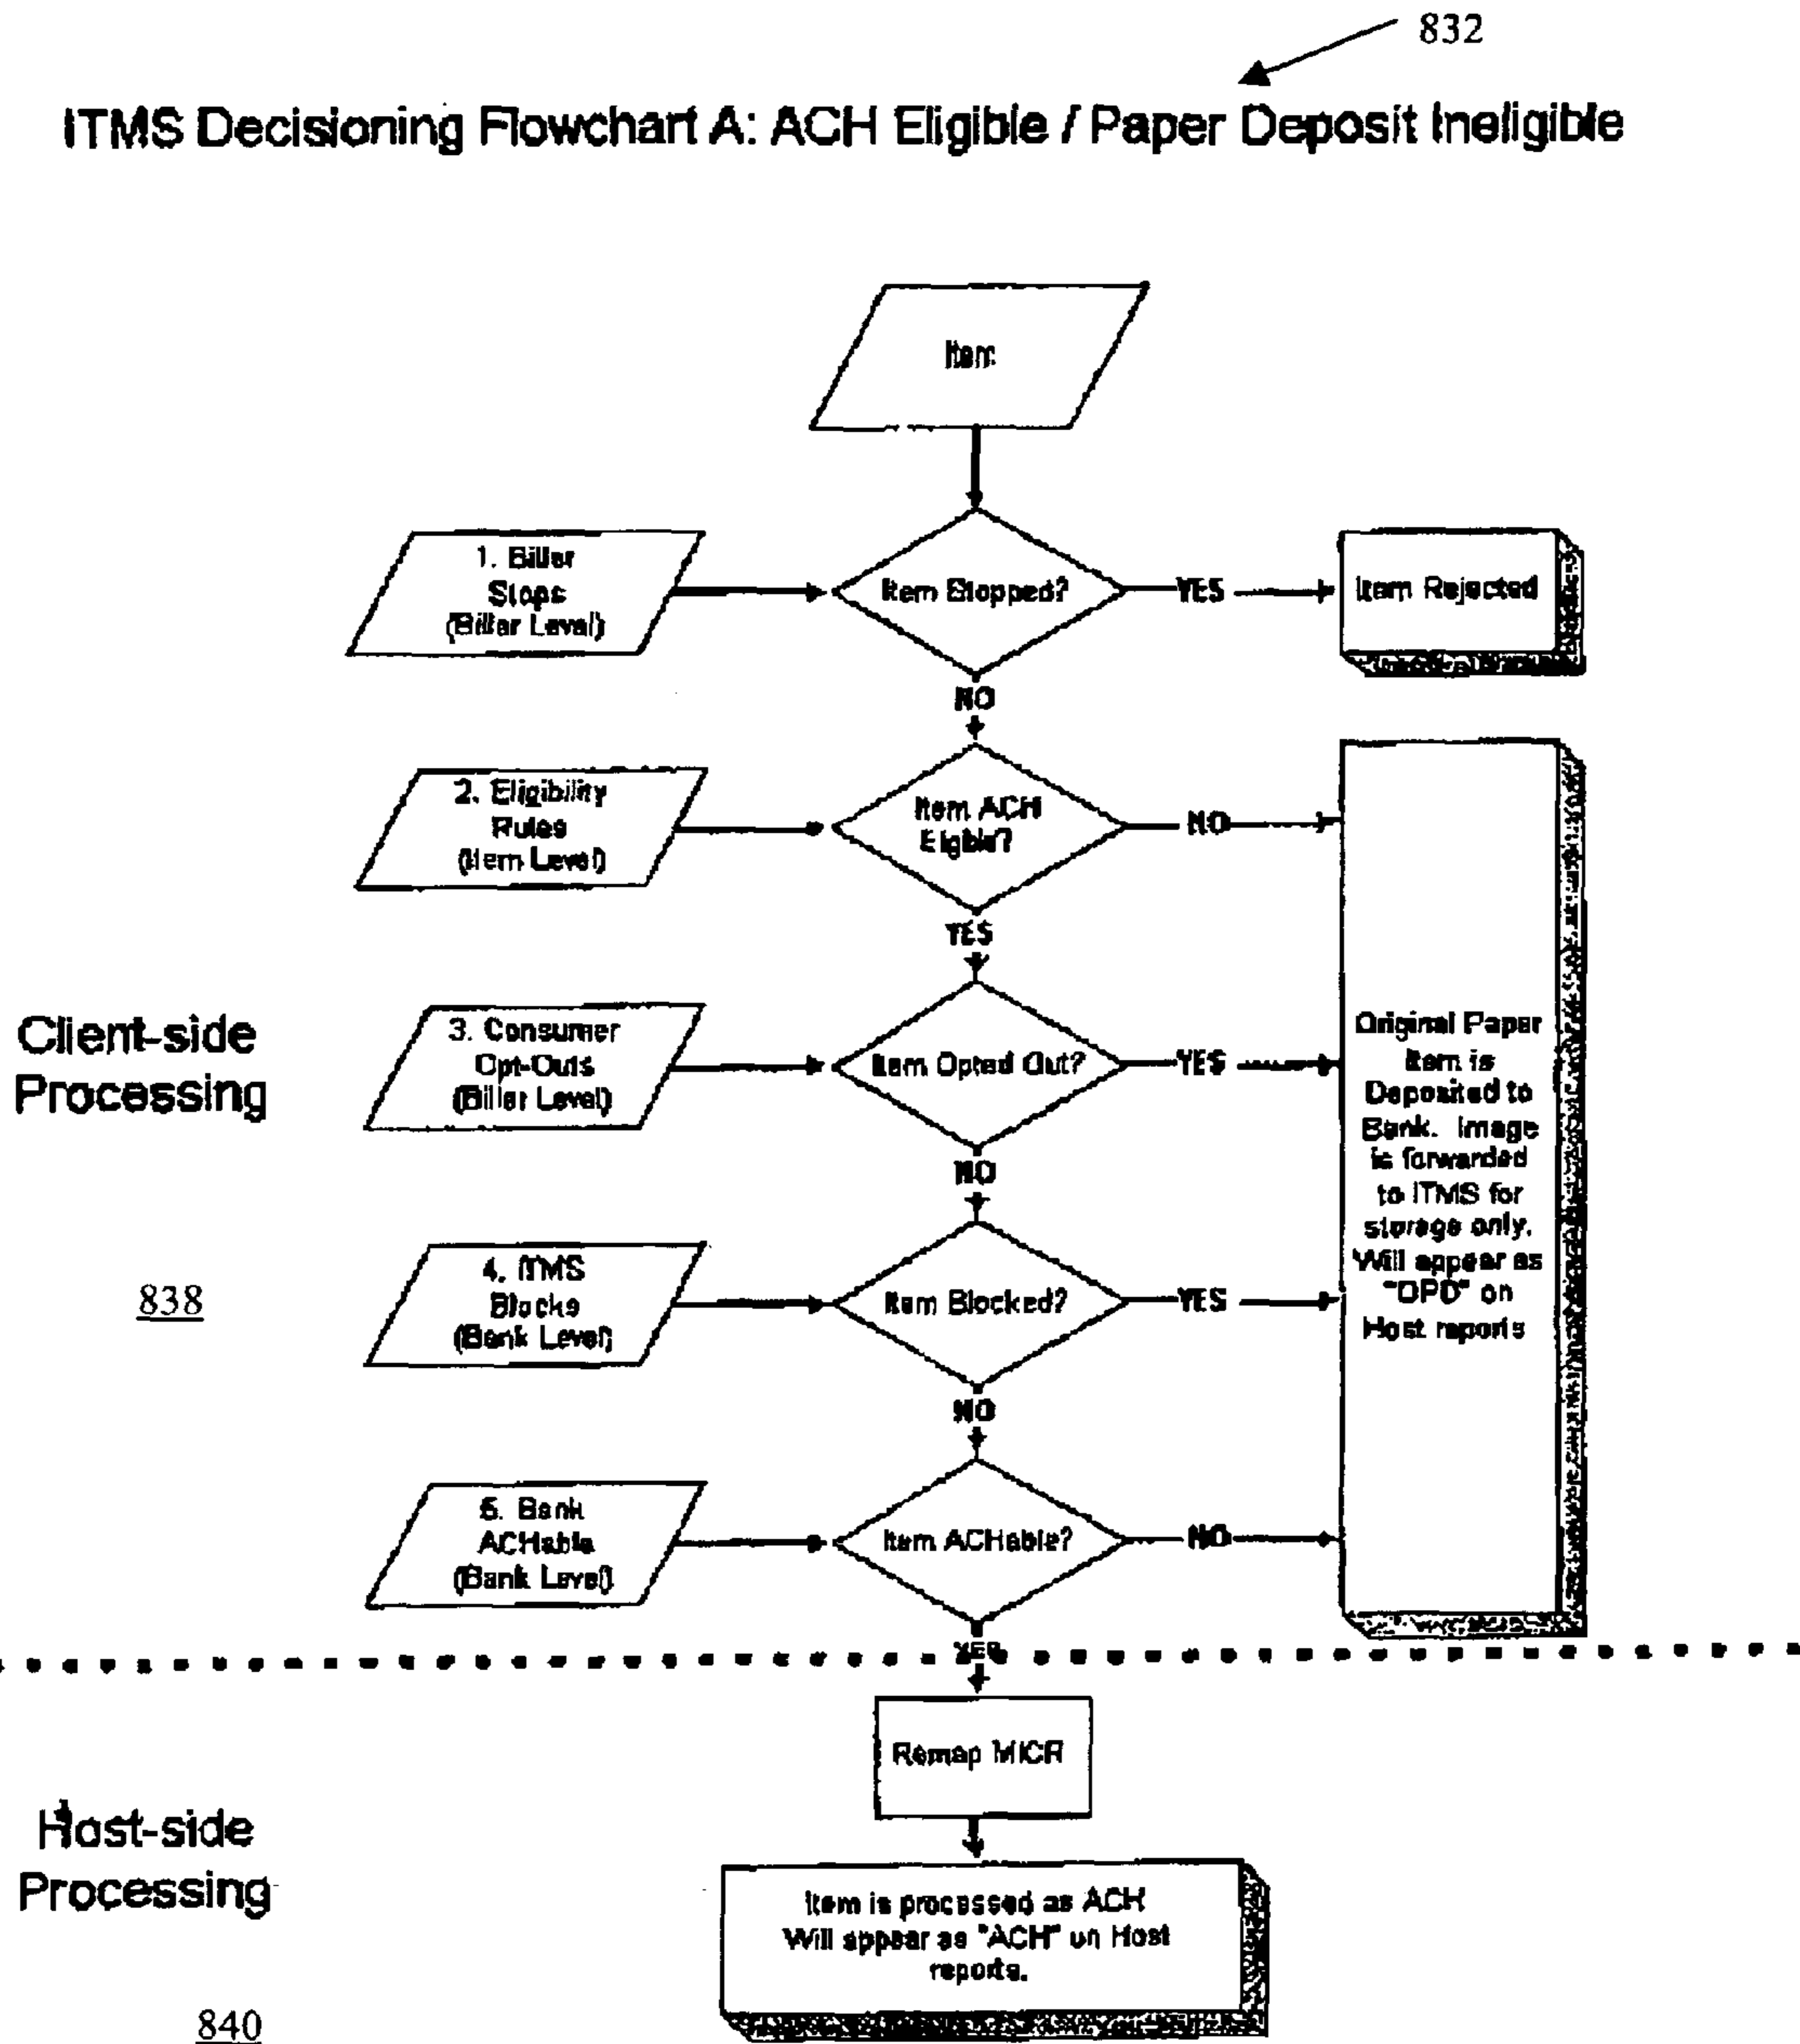 832
ITMS Decisioning Flowchart A: ACH Eligible / Paper Deposit Ineligible
Item
1. Biller
Stops
(Biller Level)
Item Stopped?
YES
Item Rejected
NO
2. Eligibility
Rules
(Item Level)
Item ACH
Eligible?
NO
YES
Client-side
Processing
838
3. Consumer
Opt-Outs
(Biller Level)
Item Opted Out?
YES
Original Paper
Item is
Deposited to
Bank. Image
is forwarded
to ITMS for
storage only.
Will appear as
"OPD" on
Host reports
NO
4. ITMS
Blocks
(Bank Level)
Item Blocked?
YES
NO
5. Bank
ACHable
(Bank Level)
Item ACHable?
NO
YES
Remap MICR
Host-side
Processing
840
Item is processed as ACH
Will appear as "ACH" on Host
reports.